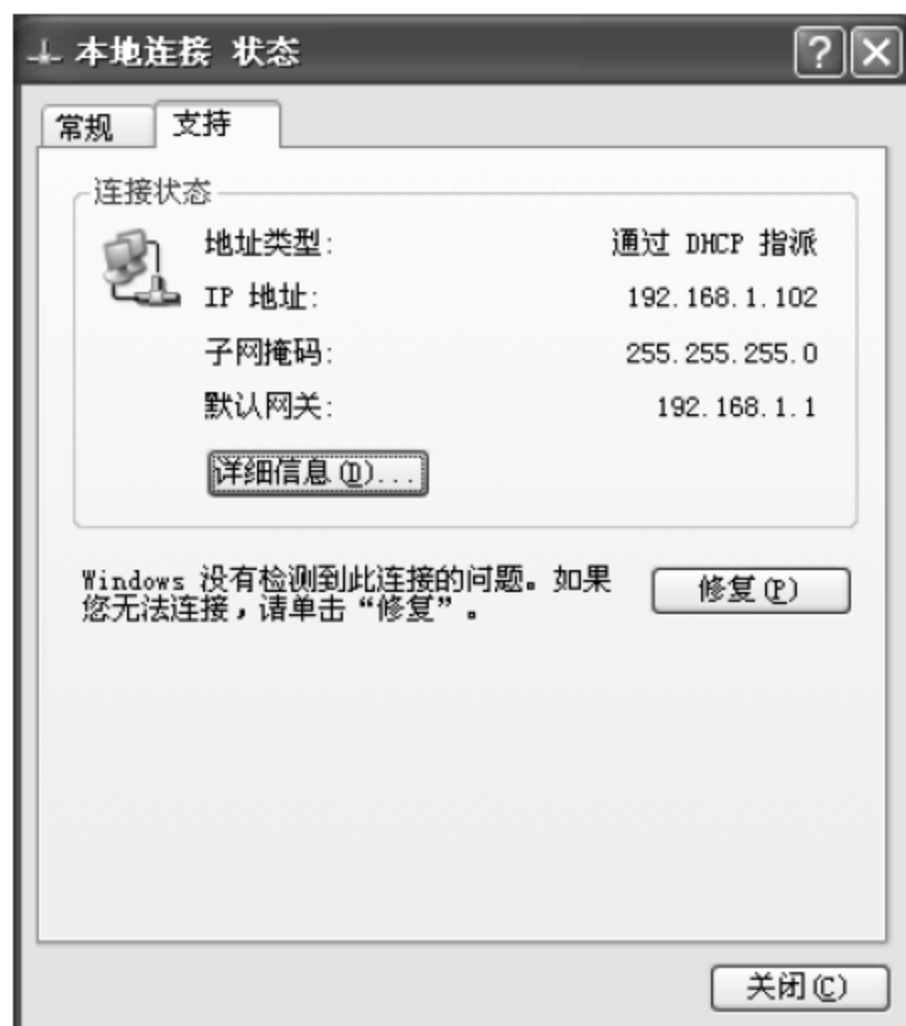 本地连接 状态
常规 支持
连接状态
地址类型: 通过 DHCP 指派
IP 地址: 192.168.1.102
子网掩码: 255.255.255.0
默认网关: 192.168.1.1
详细信息(D)...
Windows 没有检测到此连接的问题。如果
您无法连接，请单击“修复”。
修复(P)
关闭(C)